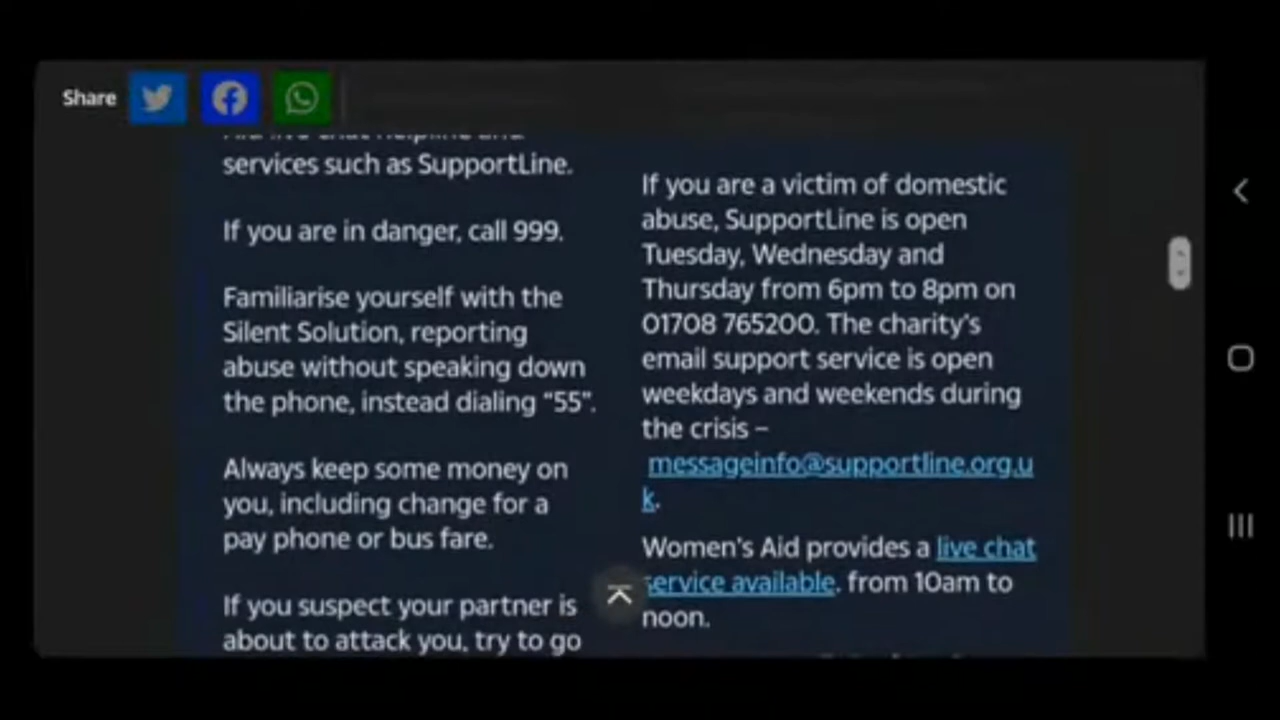 Share
services such as SupportLine.
If you are in danger, call 999.
Familiarise yourself with the
Silent Solution, reporting
abuse without speaking down
the phone, instead dialing “55”.
Always keep some money on
you, including change for a
pay phone or bus fare.
If you suspect your partner is
about to attack you, try to go
If you are a victim of domestic
abuse, SupportLine is open
Tuesday, Wednesday and
Thursday from 6pm to 8pm on
01708 765200. The charity's
email support service is open
weekdays and weekends during
the crisis –
messageinfo@supportline.org.u
k.
Women's Aid provides a live chat
service available, from 10am to
noon.